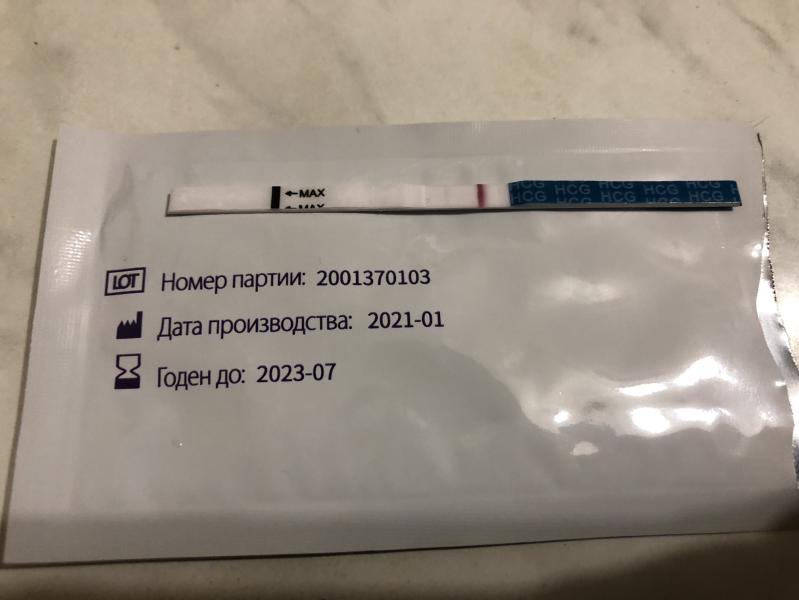 ←MAX
←MAX
HCG HCG HCG HCG HCG
HCG HCG HCG HCG HCG
LOT Номер партии: 2001370103
Дата производства: 2021-01
Годен до: 2023-07